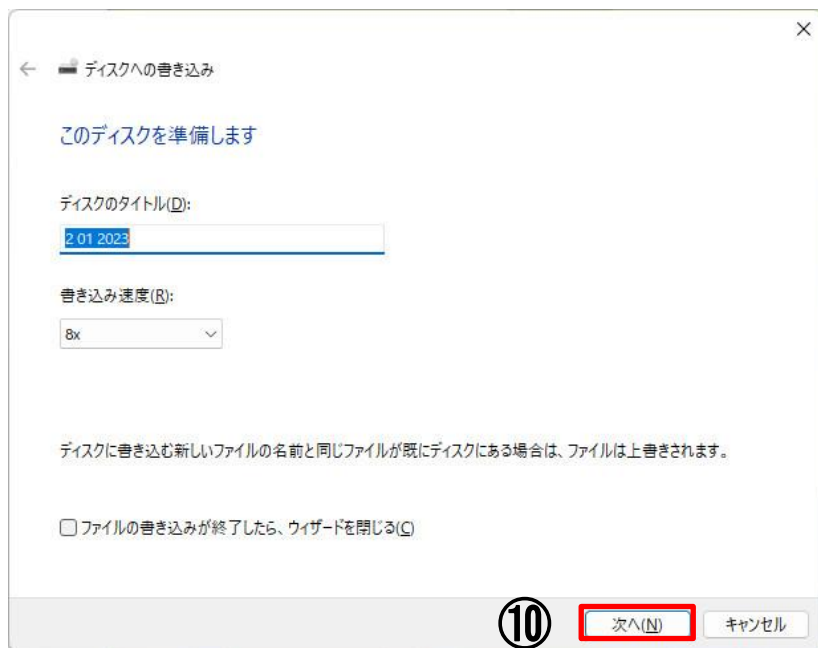 ディスクへの書き込み
このディスクを準備します
ディスクのタイトル(D):
2 01 2023
書き込み速度(R):
8x
ディスクに書き込む新しいファイルの名前と同じファイルが既にディスクにある場合は、ファイルは上書きされます。
ファイルの書き込みが終了したら、ウィザードを閉じる(C)
⑩ 次へ(N) キャンセル